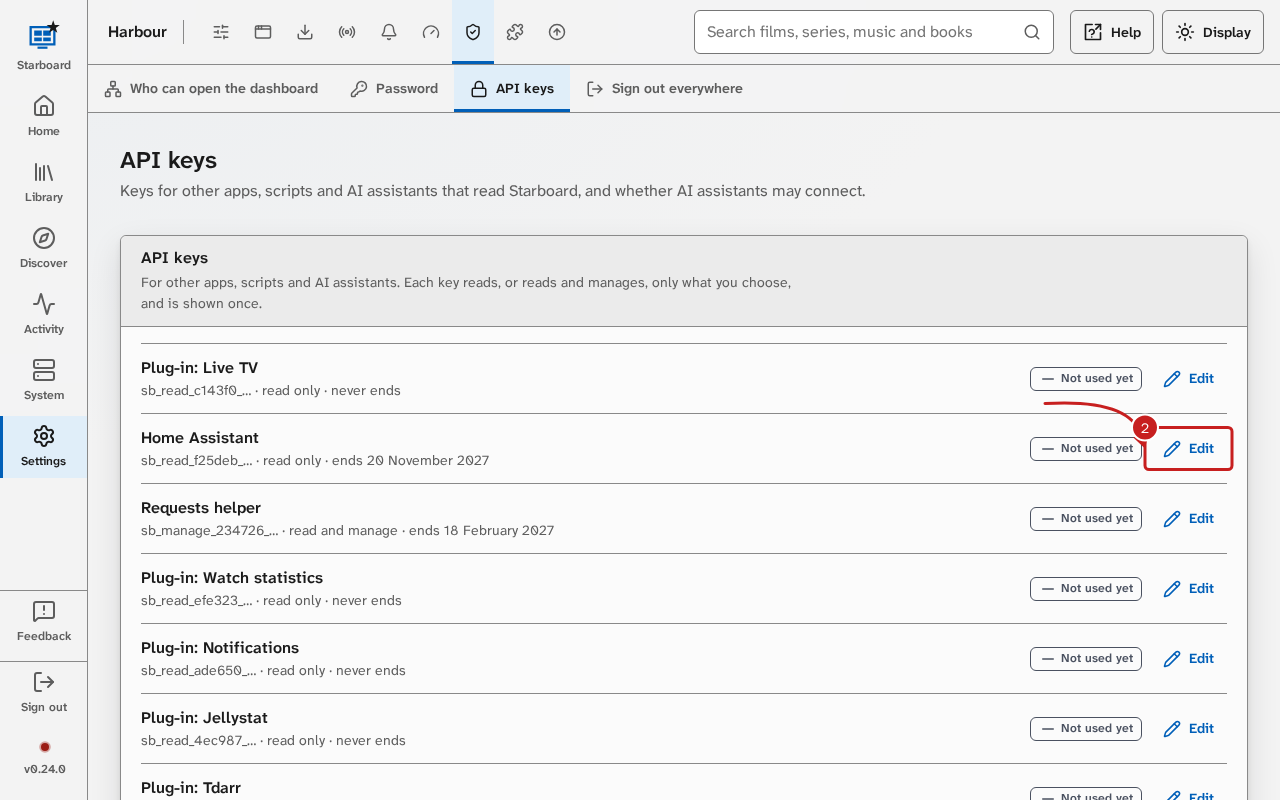 Starboard
Home
Library
Discover
Activity
System
Settings
Feedback
Sign out
v0.24.0
Harbour
Search films, series, music and books
Help
Display
Who can open the dashboard
Password
API keys
Sign out everywhere
API keys
Keys for other apps, scripts and AI assistants that read Starboard, and whether AI assistants may connect.
API keys
For other apps, scripts and AI assistants. Each key reads, or reads and manages, only what you choose,
and is shown once.
Plug-in: Live TV
sb_read_c143f0_… · read only · never ends
— Not used yet
Edit
Home Assistant
sb_read_f25deb_… · read only · ends 20 November 2027
— Not used yet
2
Edit
Requests helper
sb_manage_234726_… · read and manage · ends 18 February 2027
— Not used yet
Edit
Plug-in: Watch statistics
sb_read_efe323_… · read only · never ends
— Not used yet
Edit
Plug-in: Notifications
sb_read_ade650_… · read only · never ends
— Not used yet
Edit
Plug-in: Jellystat
sb_read_4ec987_… · read only · never ends
— Not used yet
Edit
Plug-in: Tdarr
— Not used yet
Edit